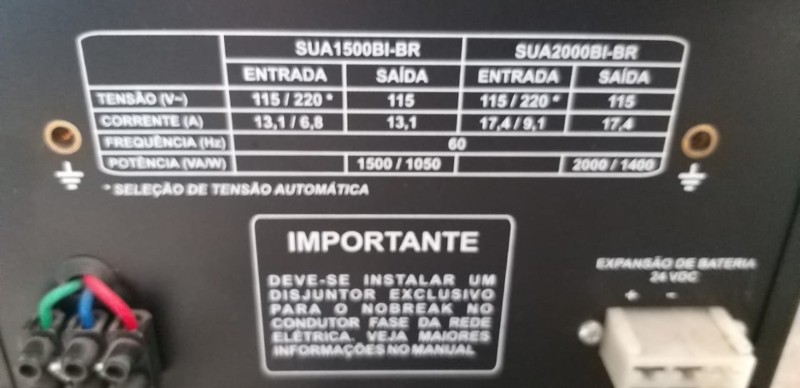 SUA1500BI-BR SUA2000BI-BR
ENTRADA SAÍDA ENTRADA SAÍDA
TENSÃO (V~) 115 / 220 * 115 115 / 220 * 115
CORRENTE (A) 13,1 / 6,8 13,1 17,4 / 9,1 17,4
FREQUÊNCIA (Hz) 60
POTÊNCIA (VA/W) 1500 / 1050 2000 / 1400
* SELEÇÃO DE TENSÃO AUTOMÁTICA
IMPORTANTE
DEVE-SE INSTALAR UM
DISJUNTOR EXCLUSIVO
PARA O NOBREAK NO
CONDUTOR FASE DA REDE
ELÉTRICA. VEJA MAIORES
INFORMAÇÕES NO MANUAL
EXPANSÃO DE BATERIA
24 VDC
+ -